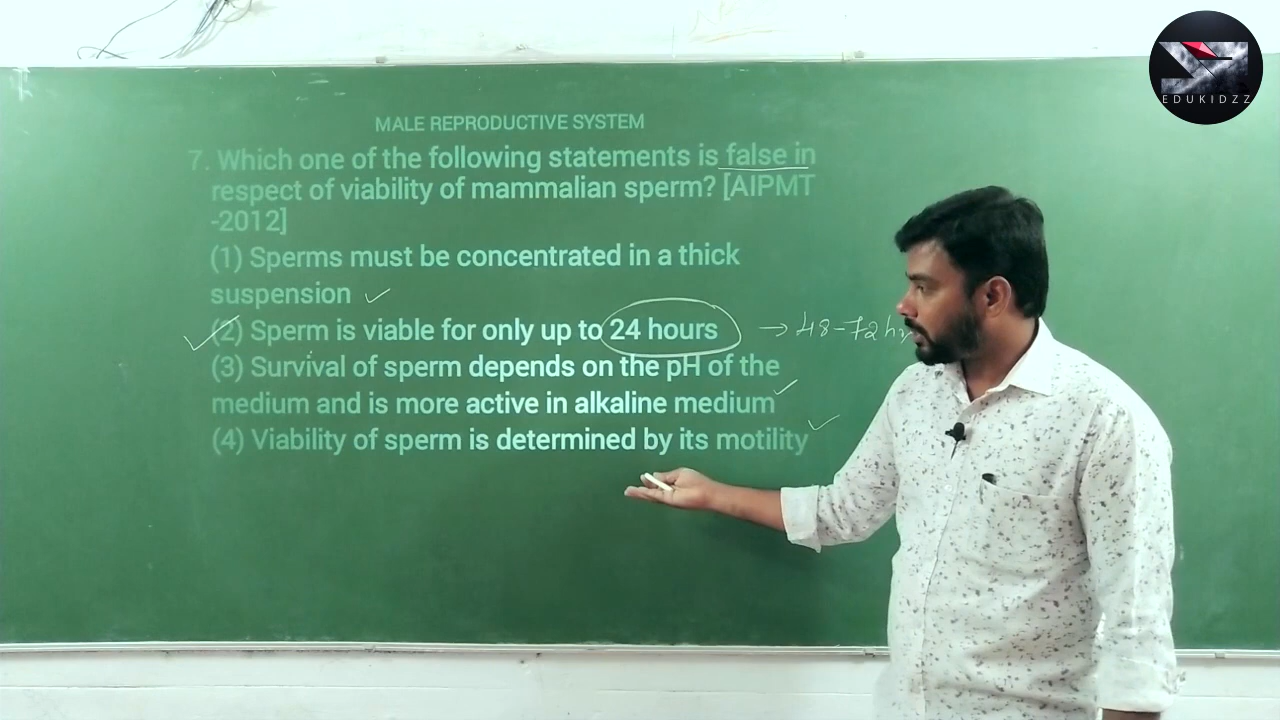 EDUKIDZZ
MALE REPRODUCTIVE SYSTEM
7. Which one of the following statements is false in
respect of viability of mammalian sperm? [AIPMT
-2012]
(1) Sperms must be concentrated in a thick
suspension
(2) Sperm is viable for only up to 24 hours → 48-72 h
(3) Survival of sperm depends on the pH of the
medium and is more active in alkaline medium
(4) Viability of sperm is determined by its motility